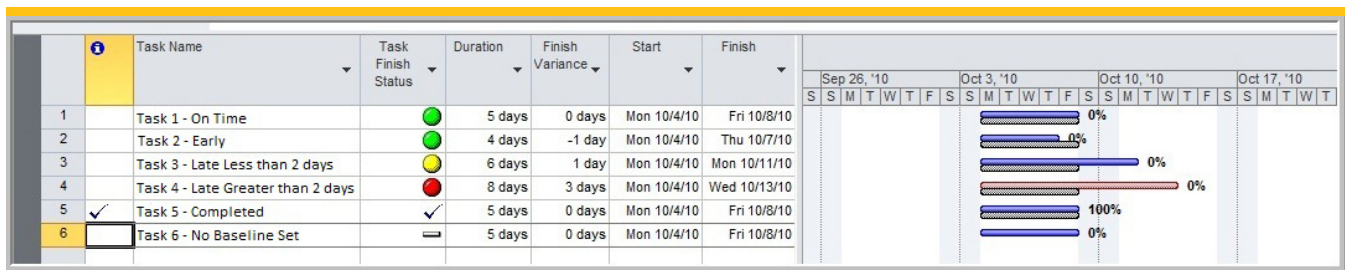 Task Name Task Finish Status Duration Finish Variance Start Finish
Sep 26, '10 Oct 3, '10 Oct 10, '10 Oct 17, '10
S S M T W T F S S M T W T F S S M T W T F S S M T W T
1 Task 1 - On Time 5 days 0 days Mon 10/4/10 Fri 10/8/10 0%
2 Task 2 - Early 4 days -1 day Mon 10/4/10 Thu 10/7/10 0%
3 Task 3 - Late Less than 2 days 6 days 1 day Mon 10/4/10 Mon 10/11/10 0%
4 Task 4 - Late Greater than 2 days 8 days 3 days Mon 10/4/10 Wed 10/13/10 0%
5 Task 5 - Completed 5 days 0 days Mon 10/4/10 Fri 10/8/10 100%
6 Task 6 - No Baseline Set 5 days 0 days Mon 10/4/10 Fri 10/8/10 0%